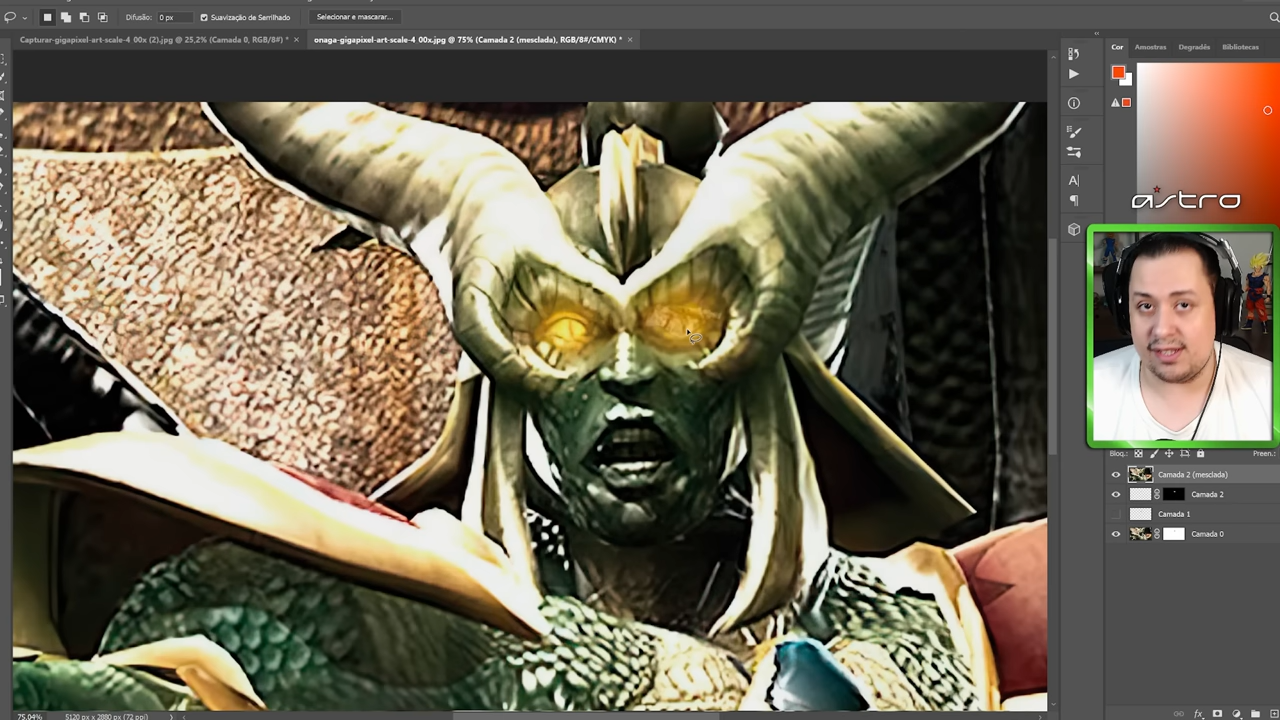 Difusão: 0 px
Suavização de Serrilhado
Selecionar e mascarar...
Capturar-gigapixel-art-scale-4 00x (2).jpg @ 25,2% (Camada 0, RGB/8#) * ×
onaga-gigapixel-art-scale-4 00x.jpg @ 75% (Camada 2 (mesclada), RGB/8#/CMYK) * ×
Cor
Amostras
Degradês
Bibliotecas
astro
Bloq.:
Preen.:
Camada 2 (mesclada)
Camada 2
Camada 1
Camada 0
75,04%
5120 px x 2880 px (72 ppi)